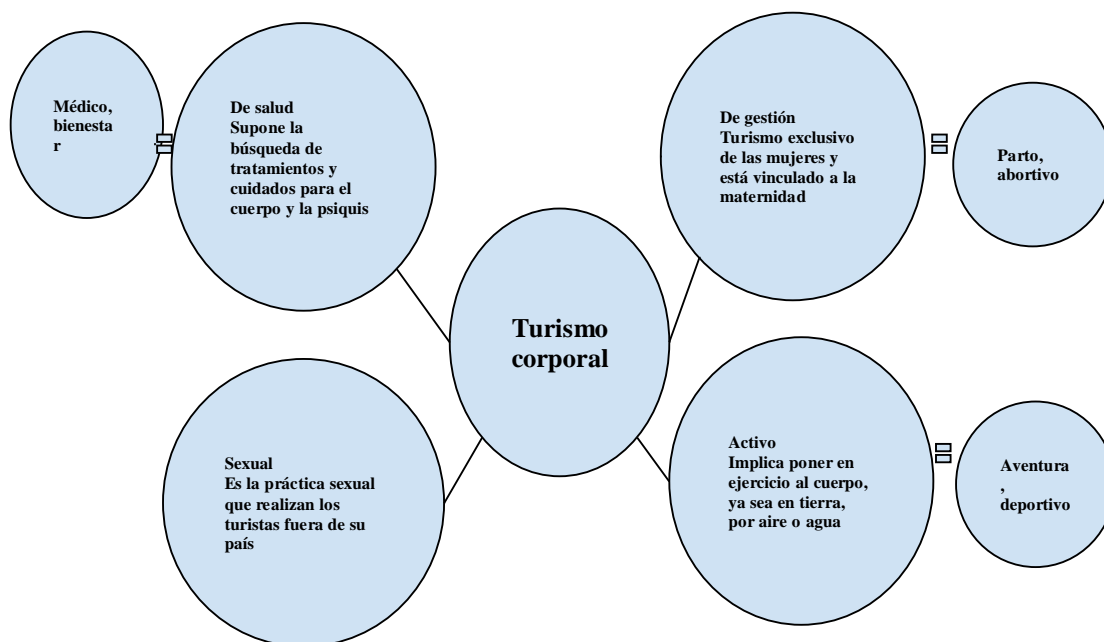 Médico,
bienesta
r
De salud
Supone la
búsqueda de
tratamientos y
cuidados para el
cuerpo y la psiquis
De gestión
Turismo exclusivo
de las mujeres y
está vinculado a la
maternidad
Parto,
abortivo
Turismo
corporal
Sexual
Es la práctica sexual
que realizan los
turistas fuera de su
país
Activo
Implica poner en
ejercicio al cuerpo,
ya sea en tierra,
por aire o agua
Aventura
,
deportivo